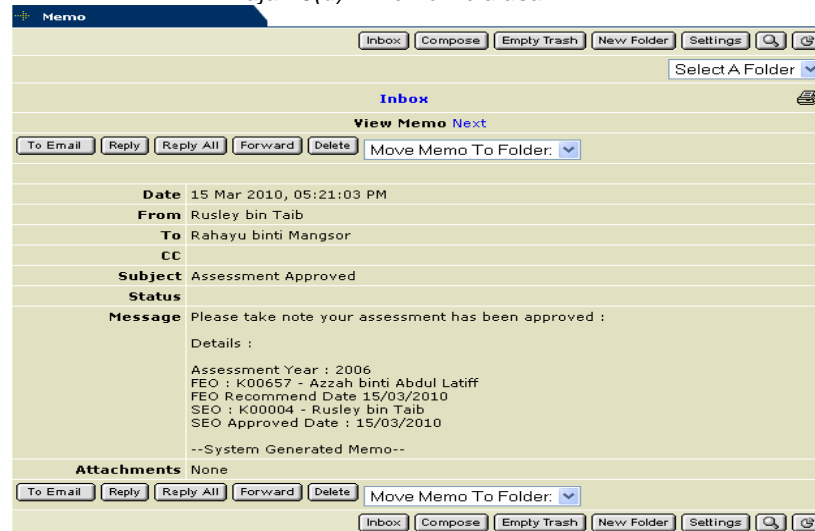 Memo
Inbox Compose Empty Trash New Folder Settings
Select A Folder
Inbox
View Memo Next
To Email Reply Reply All Forward Delete Move Memo To Folder:
Date 15 Mar 2010, 05:21:03 PM
From Rusley bin Taib
To Rahayu binti Mangsor
CC
Subject Assessment Approved
Status
Message Please take note your assessment has been approved :
Details :
Assessment Year : 2006
FEO : K00657 - Azzah binti Abdul Latiff
FEO Recommend Date 15/03/2010
SEO : K00004 - Rusley bin Taib
SEO Approved Date : 15/03/2010
--System Generated Memo--
Attachments None
To Email Reply Reply All Forward Delete Move Memo To Folder:
Inbox Compose Empty Trash New Folder Settings